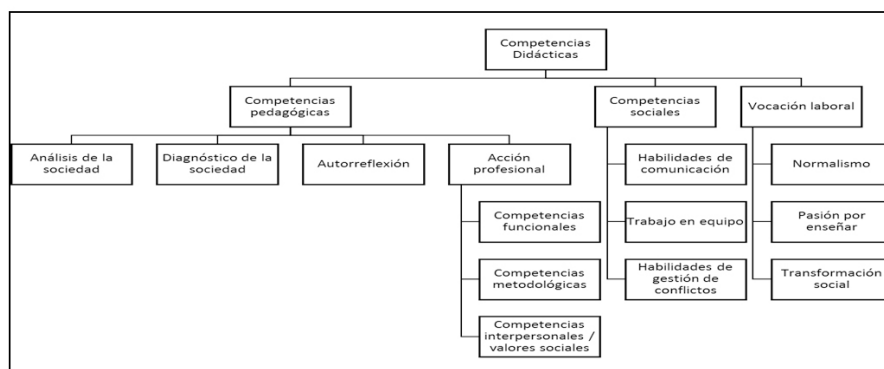 Competencias
Didácticas
Competencias
pedagógicas
Competencias
sociales
Vocación laboral
Análisis de la
sociedad
Diagnóstico de la
sociedad
Autorreflexión
Acción
profesional
Habilidades de
comunicación
Normalismo
Competencias
funcionales
Trabajo en equipo
Pasión por
enseñar
Competencias
metodológicas
Habilidades de
gestión de
conflictos
Transformación
social
Competencias
interpersonales /
valores sociales